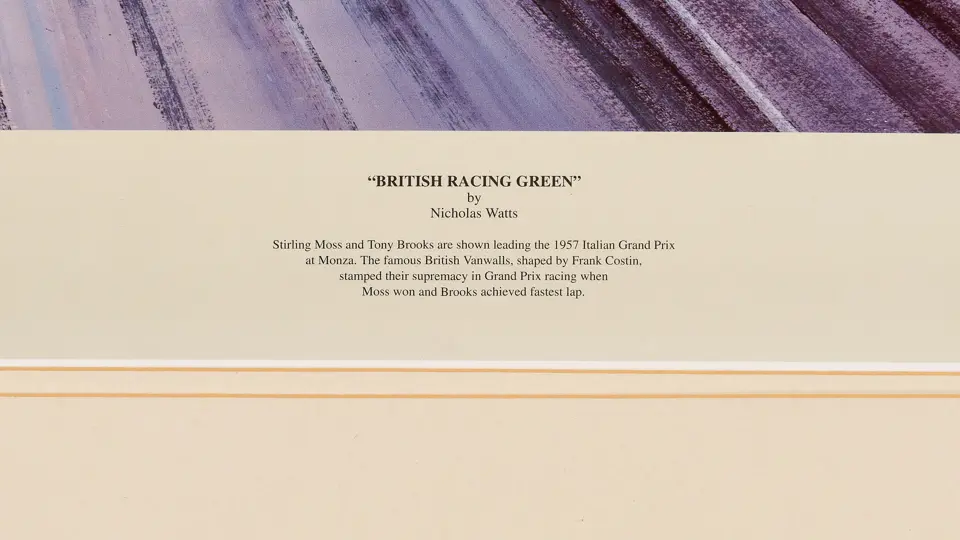 “BRITISH RACING GREEN”
by
Nicholas Watts
Stirling Moss and Tony Brooks are shown leading the 1957 Italian Grand Prix
at Monza. The famous British Vanwalls, shaped by Frank Costin,
stamped their supremacy in Grand Prix racing when
Moss won and Brooks achieved fastest lap.